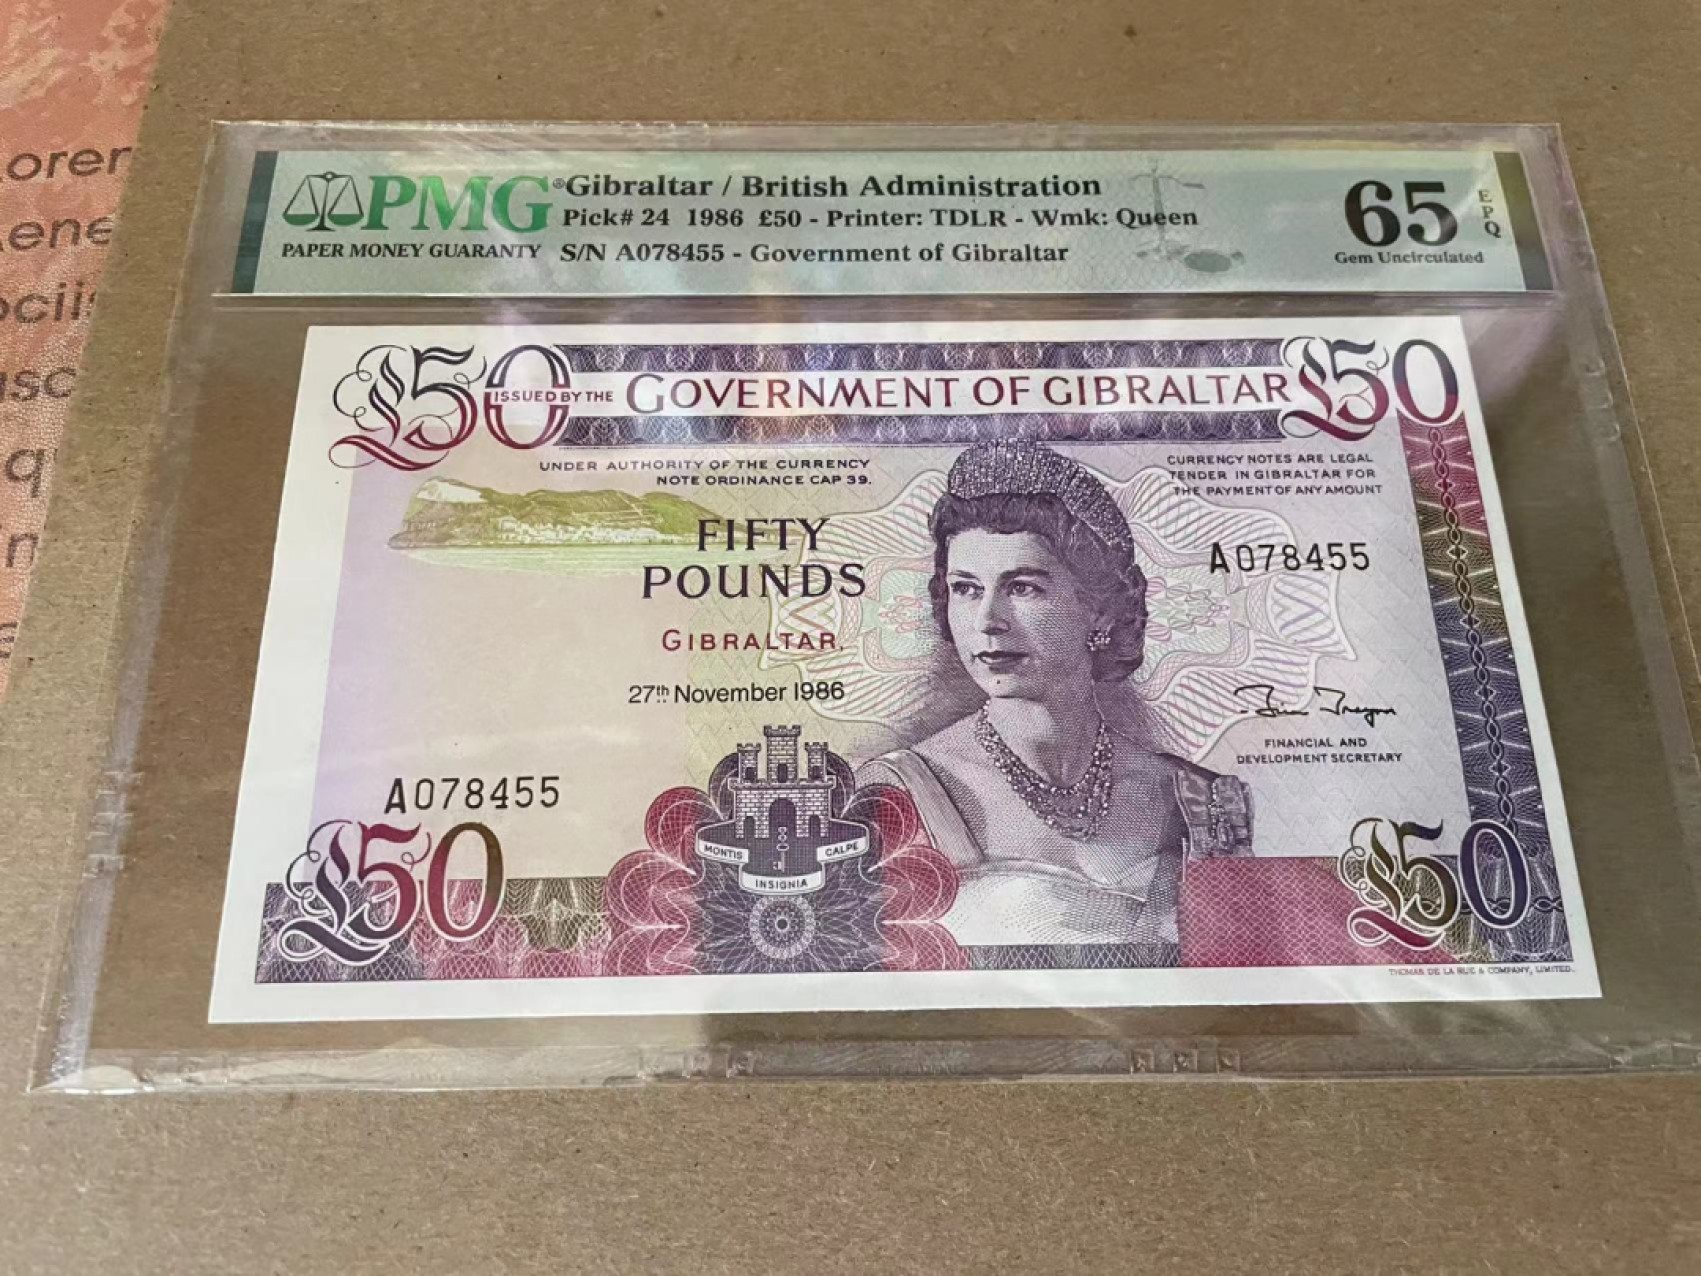 PMG®
PAPER MONEY GUARANTY
Gibraltar / British Administration
Pick# 24 1986 £50 - Printer: TDLR - Wmk: Queen
S/N A078455 - Government of Gibraltar
65
EPQ
Gem Uncirculated
£50
ISSUED BY THE GOVERNMENT OF GIBRALTAR
£50
UNDER AUTHORITY OF THE CURRENCY
NOTE ORDINANCE CAP 39.
CURRENCY NOTES ARE LEGAL
TENDER IN GIBRALTAR FOR
THE PAYMENT OF ANY AMOUNT
FIFTY
POUNDS
A078455
GIBRALTAR,
27th November 1986
FINANCIAL AND
DEVELOPMENT SECRETARY
A078455
£50
MONTIS
INSIGNIA
CALPE
£50
THOMAS DE LA RUE & COMPANY, LIMITED.